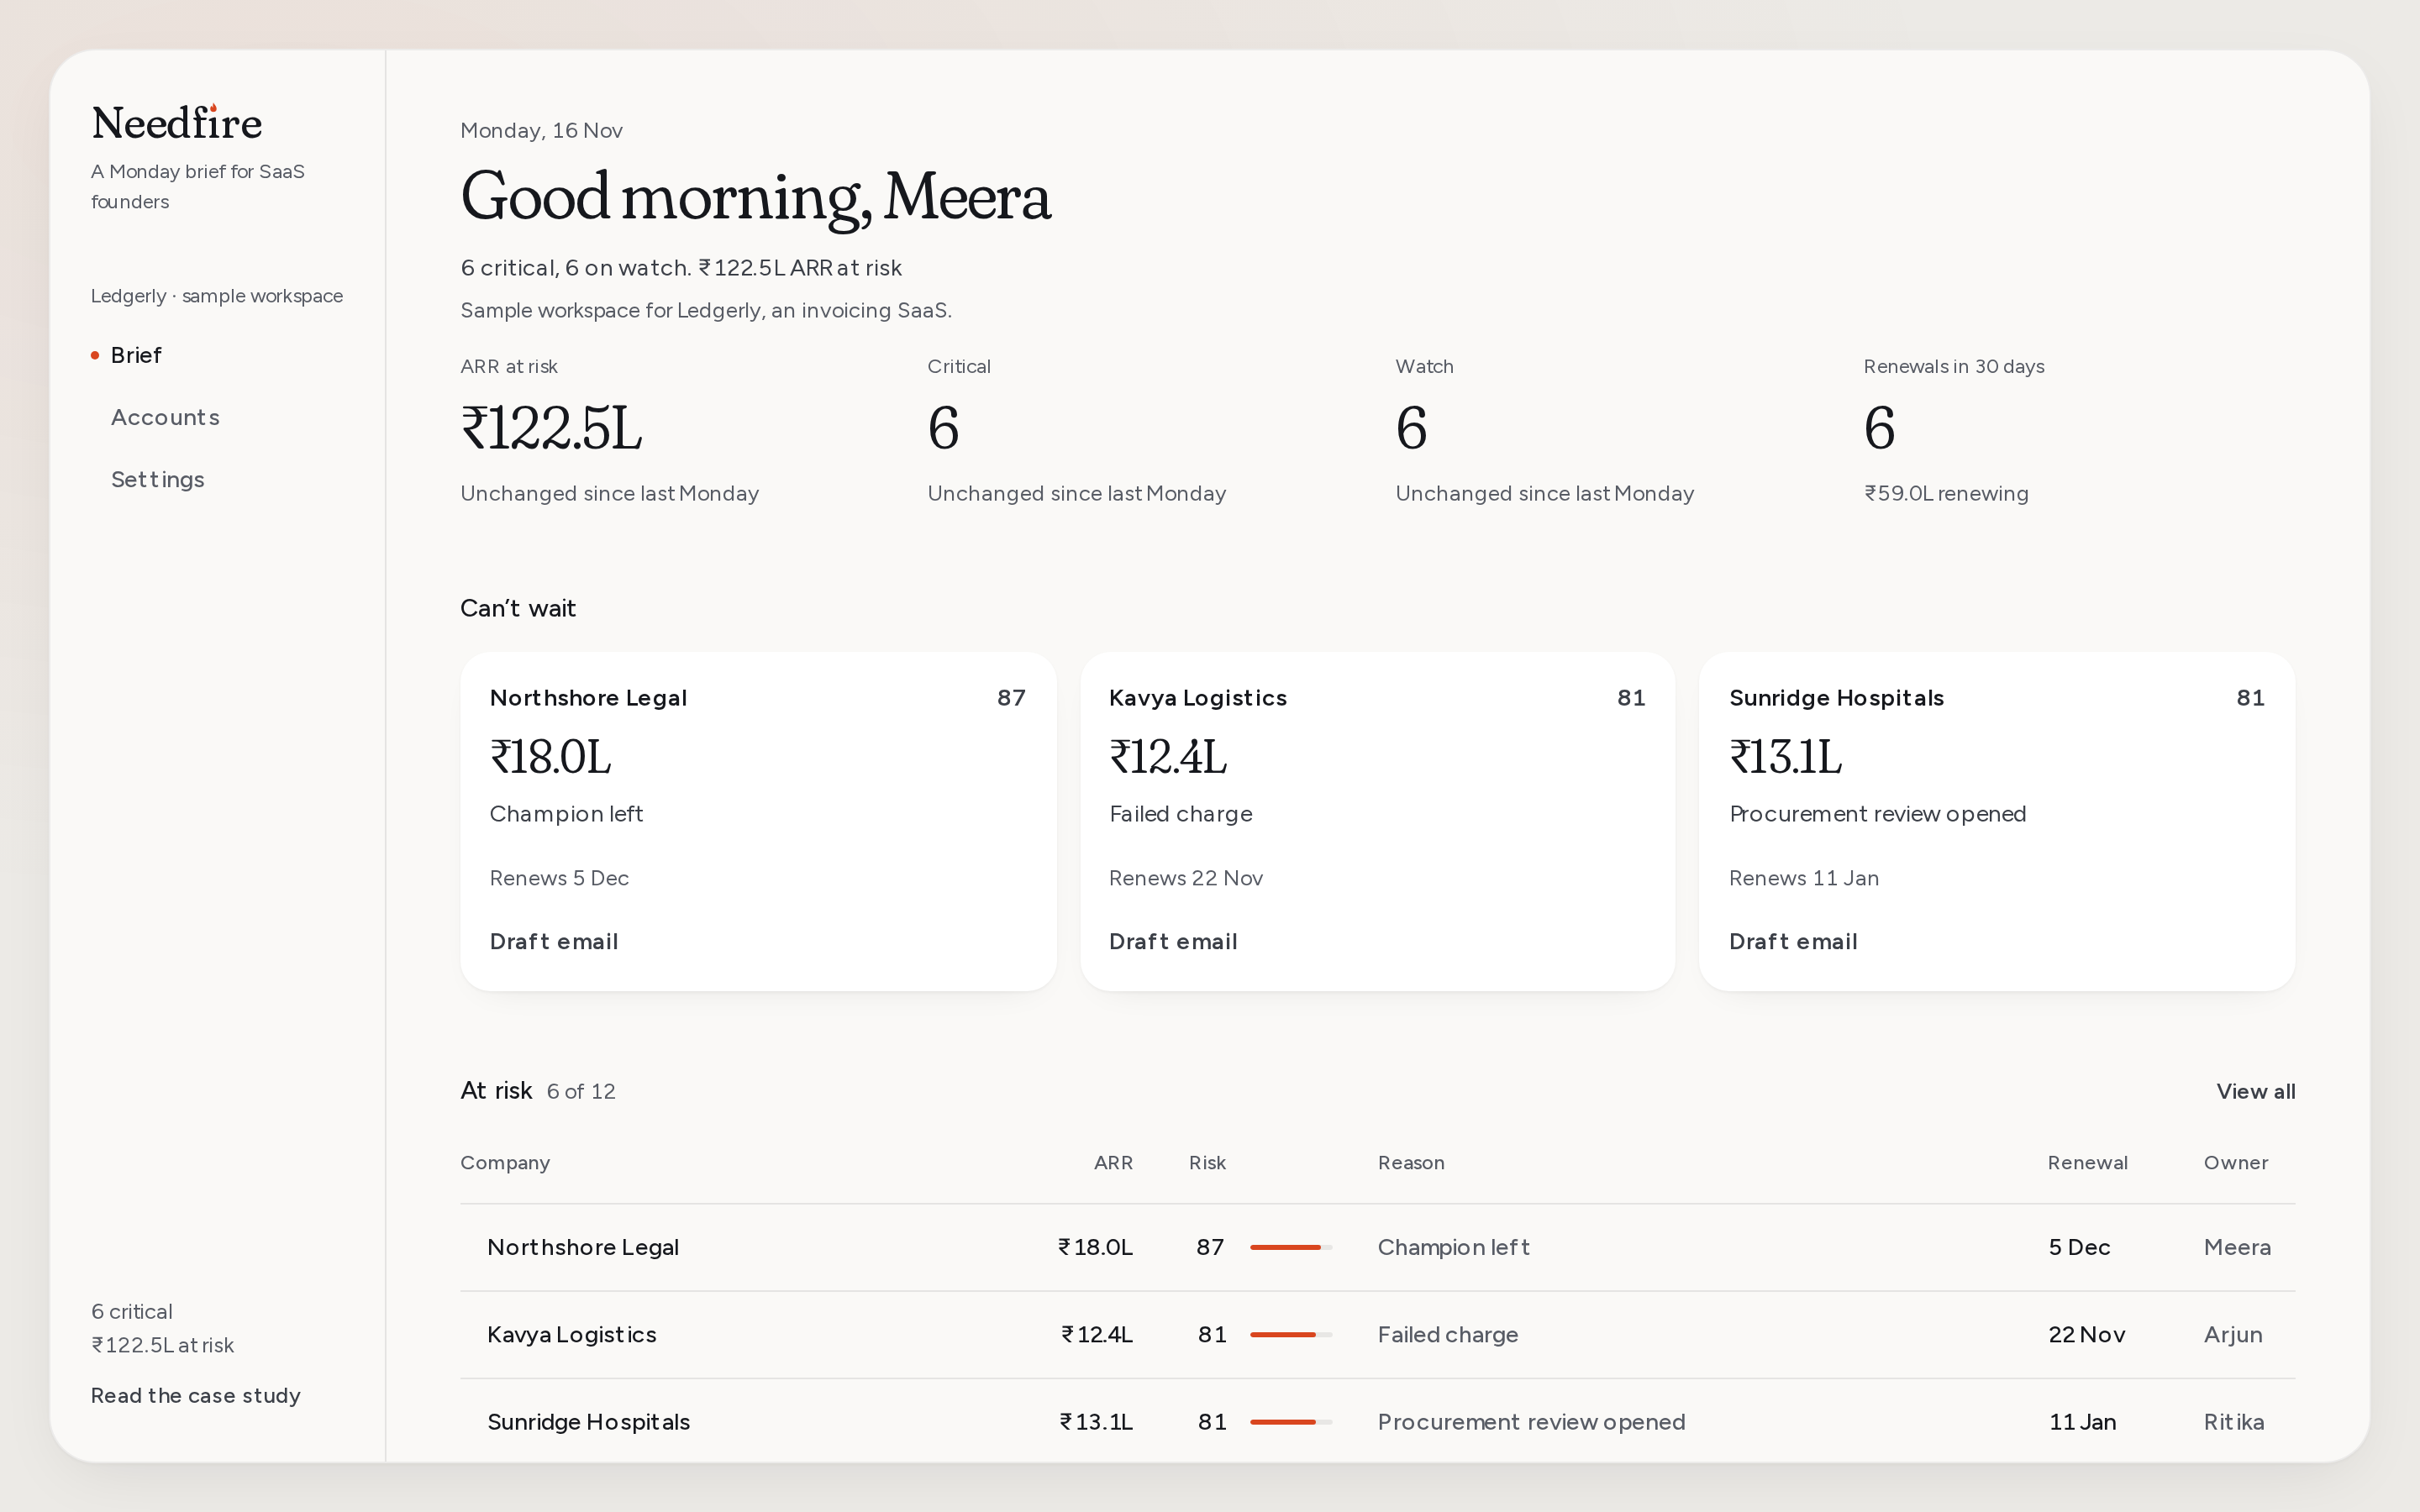 Needfire
A Monday brief for SaaS
founders
Ledgerly · sample workspace
Brief
Accounts
Settings
6 critical
₹122.5L at risk
Read the case study
Monday, 16 Nov
Good morning, Meera
6 critical, 6 on watch. ₹122.5L ARR at risk
Sample workspace for Ledgerly, an invoicing SaaS.
ARR at risk Critical Watch Renewals in 30 days
₹122.5L 6 6 6
Unchanged since last Monday Unchanged since last Monday Unchanged since last Monday ₹59.0L renewing
Can’t wait
Northshore Legal 87
₹18.0L
Champion left
Renews 5 Dec
Draft email
Kavya Logistics 81
₹12.4L
Failed charge
Renews 22 Nov
Draft email
Sunridge Hospitals 81
₹13.1L
Procurement review opened
Renews 11 Jan
Draft email
At risk 6 of 12 View all
Company ARR Risk Reason Renewal Owner
Northshore Legal ₹18.0L 87 Champion left 5 Dec Meera
Kavya Logistics ₹12.4L 81 Failed charge 22 Nov Arjun
Sunridge Hospitals ₹13.1L 81 Procurement review opened 11 Jan Ritika